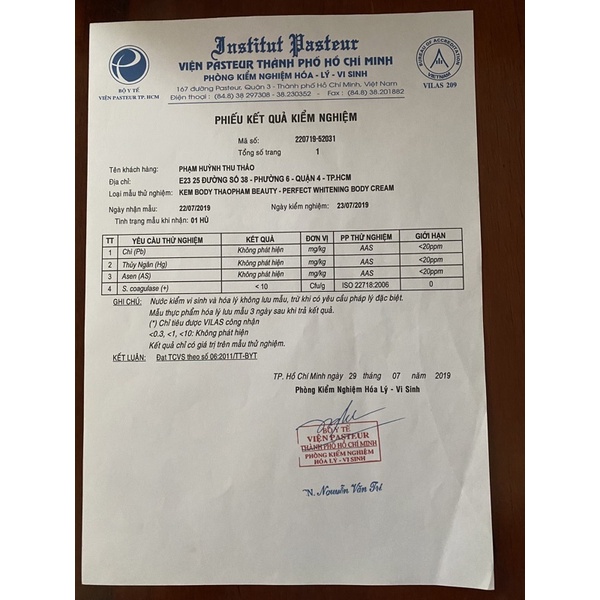 Institut Pasteur
VIỆN PASTEUR THÀNH PHỐ HỒ CHÍ MINH
PHÒNG KIỂM NGHIỆM HÓA - LÝ - VI SINH
167 đường Pasteur, Quận 3 - Thành phố Hồ Chí Minh, Việt Nam
Điện thoại : (84.8) 38 297308 - 38.230352 - Fax : (84.8) 38.201882
BỘ Y TẾ
VIỆN PASTEUR TP. HCM
BUREAU OF ACCREDITATION
VIETNAM
VILAS 209
PHIẾU KẾT QUẢ KIỂM NGHIỆM
Mã số: 220719-52031
Tổng số trang 1
Tên khách hàng: PHẠM HUỲNH THU THẢO
Địa chỉ: E23 25 ĐƯỜNG SỐ 38 - PHƯỜNG 6 - QUẬN 4 - TP.HCM
Loại mẫu thử nghiệm: KEM BODY THAOPHAM BEAUTY - PERFECT WHITENING BODY CREAM
Ngày nhận mẫu: 22/07/2019 Ngày kiểm nghiệm: 23/07/2019
Tình trạng mẫu khi nhận: 01 HŨ
TT YÊU CẦU THỬ NGHIỆM KẾT QUẢ ĐƠN VỊ PP THỬ NGHIỆM GIỚI HẠN
1 Chì (Pb) Không phát hiện mg/kg AAS <20ppm
2 Thủy Ngân (Hg) Không phát hiện mg/kg AAS <20ppm
3 Asen (AS) Không phát hiện mg/kg AAS <20ppm
4 S. coagulase (+) < 10 Cfu/g ISO 22718:2006 0
GHI CHÚ: Nước kiểm vi sinh và hóa lý không lưu mẫu, trừ khi có yêu cầu pháp lý đặc biệt.
Mẫu thực phẩm hóa lý lưu mẫu 3 ngày sau khi trả kết quả.
(*) Chỉ tiêu được VILAS công nhận
<0.3, <1, <10: Không phát hiện
Kết quả chỉ có giá trị trên mẫu thử nghiệm.
KẾT LUẬN: Đạt TCVS theo số 06:2011/TT-BYT
TP. Hồ Chí Minh ngày 29 tháng 07 năm 2019
Phòng Kiểm Nghiệm Hóa Lý - Vi Sinh
BỘ Y TẾ
VIỆN PASTEUR
THÀNH PHỐ HỒ CHÍ MINH
PHÒNG KIỂM NGHIỆM
HÓA LÝ - VI SINH
Nguyễn Văn Trí